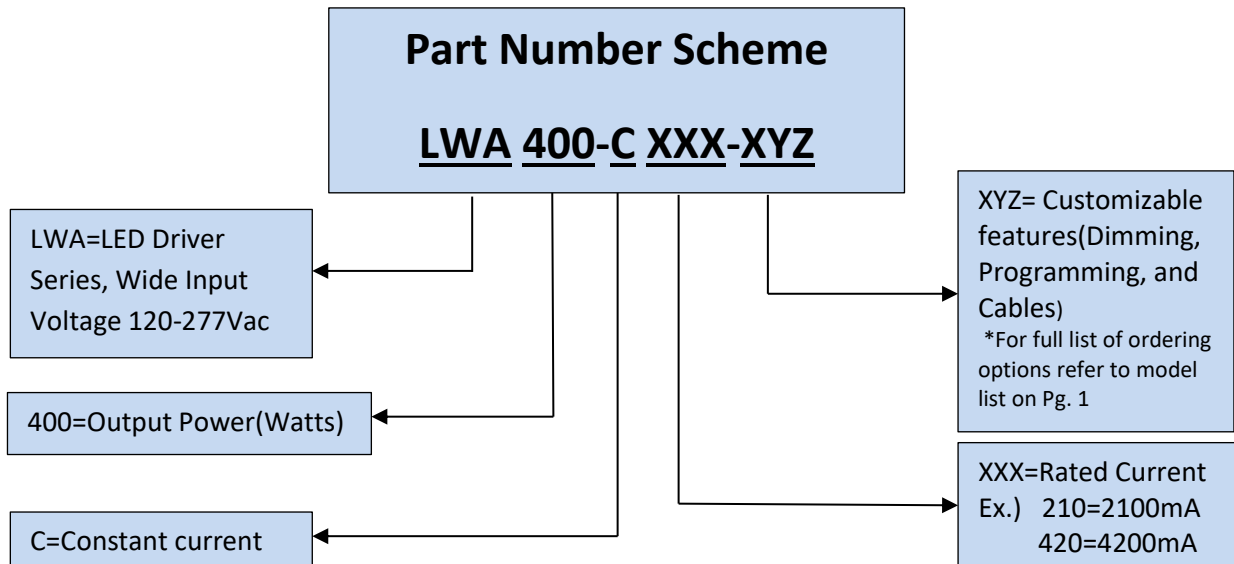 Part Number Scheme
LWA 400-C XXX-XYZ
LWA=LED Driver
Series, Wide Input
Voltage 120-277Vac
400=Output Power(Watts)
C=Constant current
XYZ= Customizable
features(Dimming,
Programming, and
Cables)
*For full list of ordering
options refer to model
list on Pg. 1
XXX=Rated Current
Ex.) 210=2100mA
420=4200mA